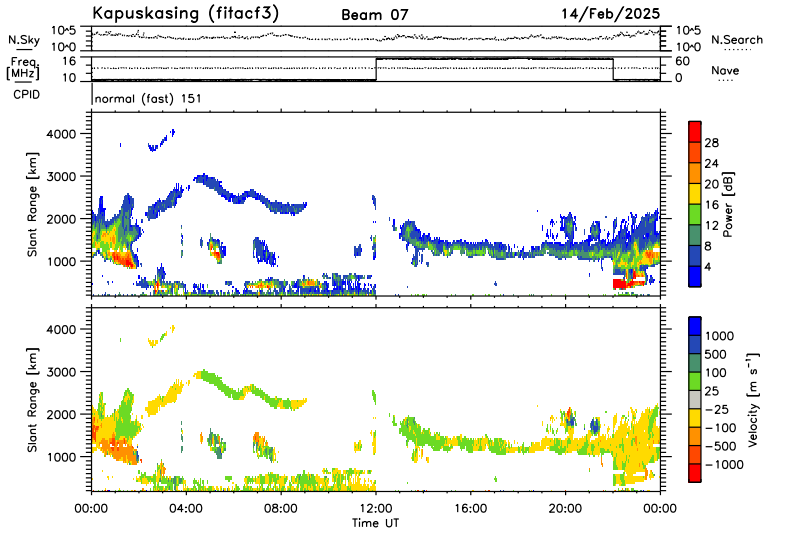 Kapuskasing (fitacf3) Beam 07 14/Feb/2025
N.Sky 10^5 10^0 10^5 10^0 N.Search
Freq. [MHz] 16 10 60 0 Nave
CPID normal (fast) 151
Slant Range [km] 4000 3000 2000 1000
Power [dB] 28 24 20 16 12 8 4
Slant Range [km] 4000 3000 2000 1000
Velocity [m s⁻¹] 1000 500 100 25 −25 −100 −500 −1000
00:00 04:00 08:00 12:00 16:00 20:00 00:00
Time UT